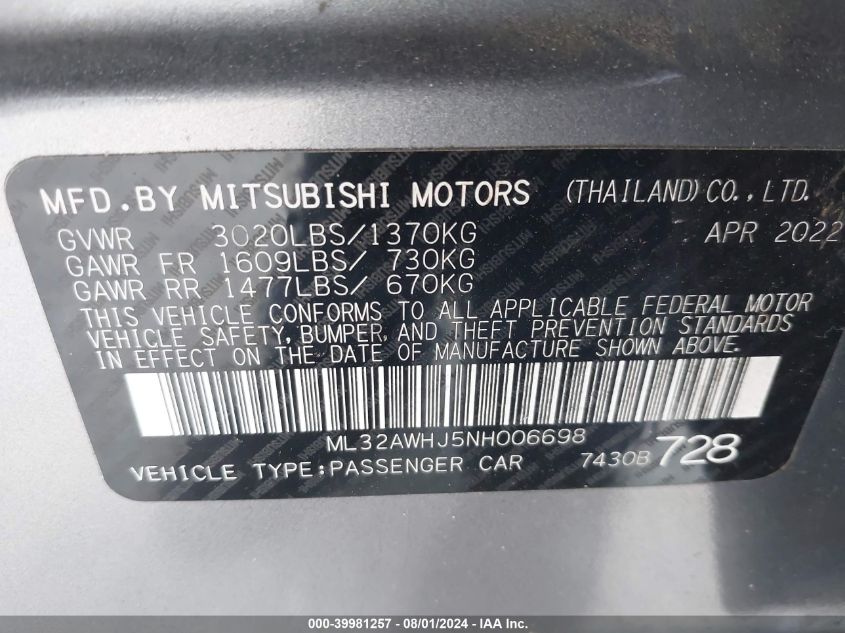 MFD.BY MITSUBISHI MOTORS (THAILAND)CO.,LTD.
GVWR 3020LBS/1370KG APR 2022
GAWR FR 1609LBS/ 730KG
GAWR RR 1477LBS/ 670KG
THIS VEHICLE CONFORMS TO ALL APPLICABLE FEDERAL MOTOR
VEHICLE SAFETY, BUMPER, AND THEFT PREVENTION STANDARDS
IN EFFECT ON THE DATE OF MANUFACTURE SHOWN ABOVE.
ML32AWHJ5NH006698
VEHICLE TYPE:PASSENGER CAR 7430B 728
000-39981257 - 08/01/2024 - IAA Inc.